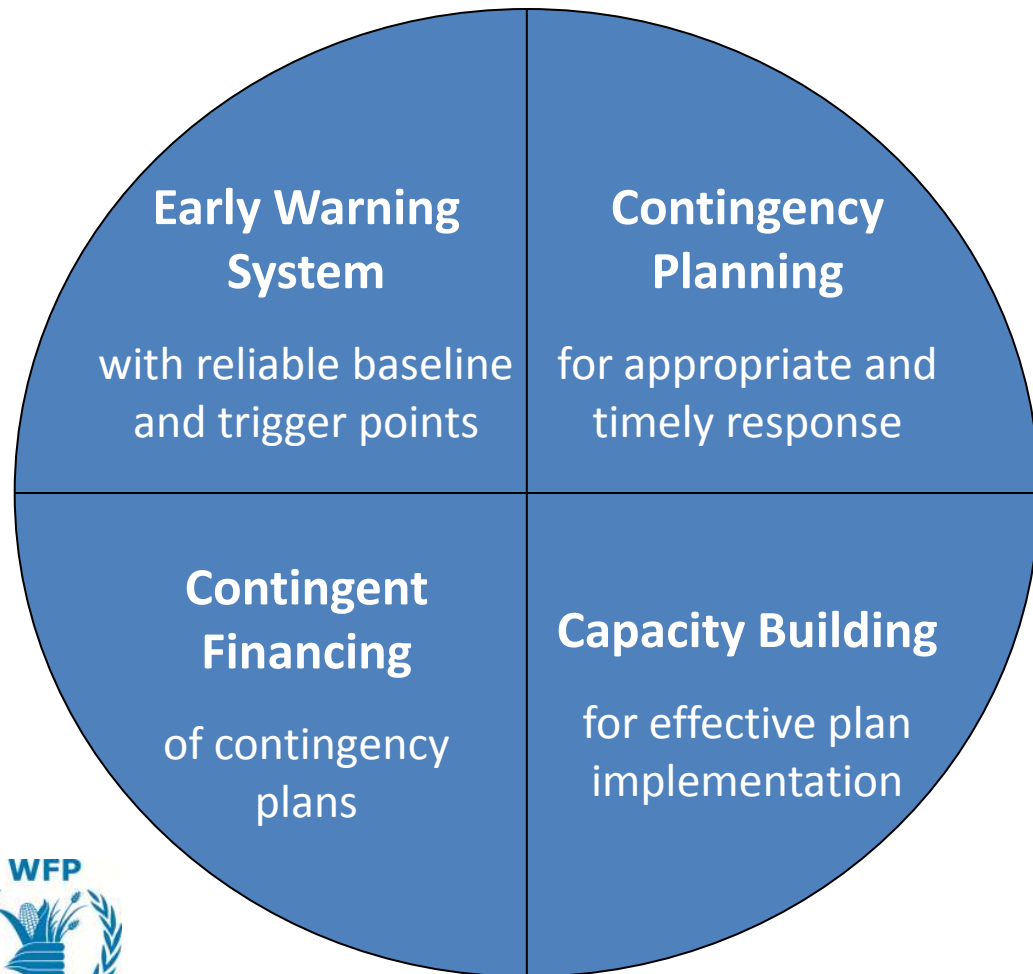 Early Warning
System
with reliable baseline
and trigger points
Contingency
Planning
for appropriate and
timely response
Contingent
Financing
of contingency
plans
Capacity Building
for effective plan
implementation
WFP